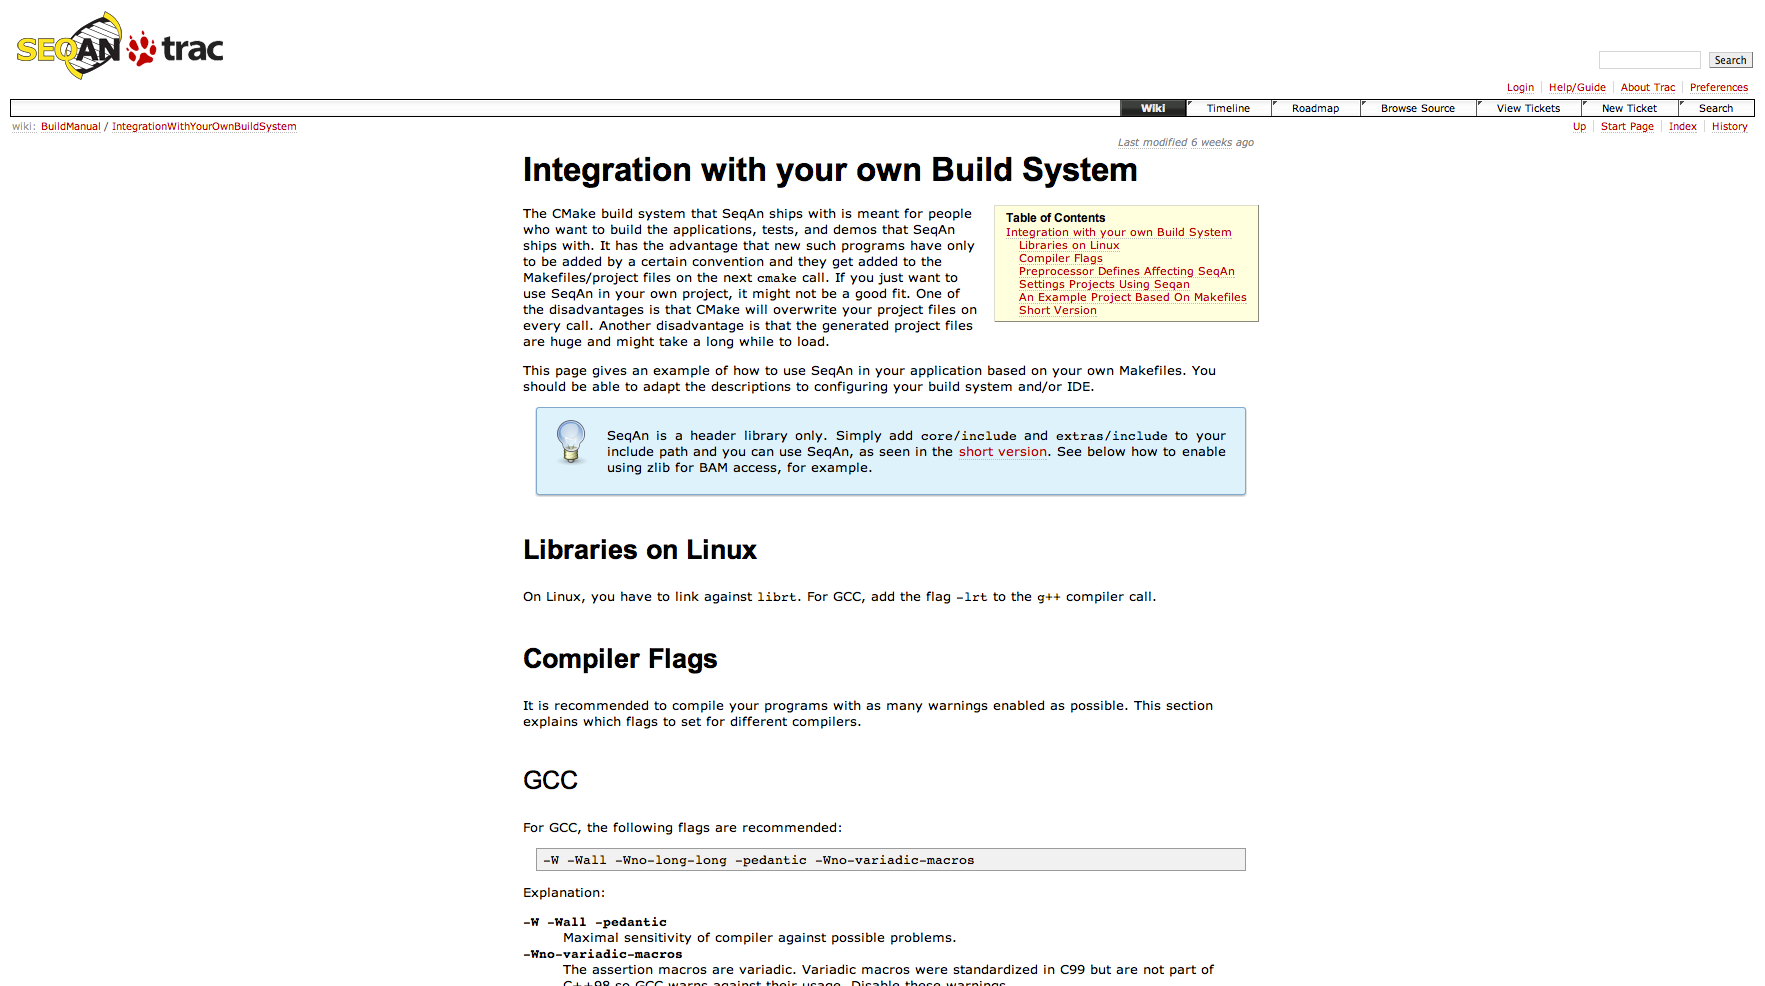 SEQAN trac
Search
Login Help/Guide About Trac Preferences
Wiki Timeline Roadmap Browse Source View Tickets New Ticket Search
wiki: BuildManual / IntegrationWithYourOwnBuildSystem
Up Start Page Index History
Last modified 6 weeks ago
Integration with your own Build System
The CMake build system that SeqAn ships with is meant for people
who want to build the applications, tests, and demos that SeqAn
ships with. It has the advantage that new such programs have only
to be added by a certain convention and they get added to the
Makefiles/project files on the next cmake call. If you just want to
use SeqAn in your own project, it might not be a good fit. One of
the disadvantages is that CMake will overwrite your project files on
every call. Another disadvantage is that the generated project files
are huge and might take a long while to load.
Table of Contents
Integration with your own Build System
Libraries on Linux
Compiler Flags
Preprocessor Defines Affecting SeqAn
Settings Projects Using Seqan
An Example Project Based On Makefiles
Short Version
This page gives an example of how to use SeqAn in your application based on your own Makefiles. You
should be able to adapt the descriptions to configuring your build system and/or IDE.
SeqAn is a header library only. Simply add core/include and extras/include to your
include path and you can use SeqAn, as seen in the short version. See below how to enable
using zlib for BAM access, for example.
Libraries on Linux
On Linux, you have to link against librt. For GCC, add the flag -lrt to the g++ compiler call.
Compiler Flags
It is recommended to compile your programs with as many warnings enabled as possible. This section
explains which flags to set for different compilers.
GCC
For GCC, the following flags are recommended:
-W -Wall -Wno-long-long -pedantic -Wno-variadic-macros
Explanation:
-W -Wall -pedantic
Maximal sensitivity of compiler against possible problems.
-Wno-variadic-macros
The assertion macros are variadic. Variadic macros were standardized in C99 but are not part of
C++98 so GCC warns against their usage. Disable these warnings.